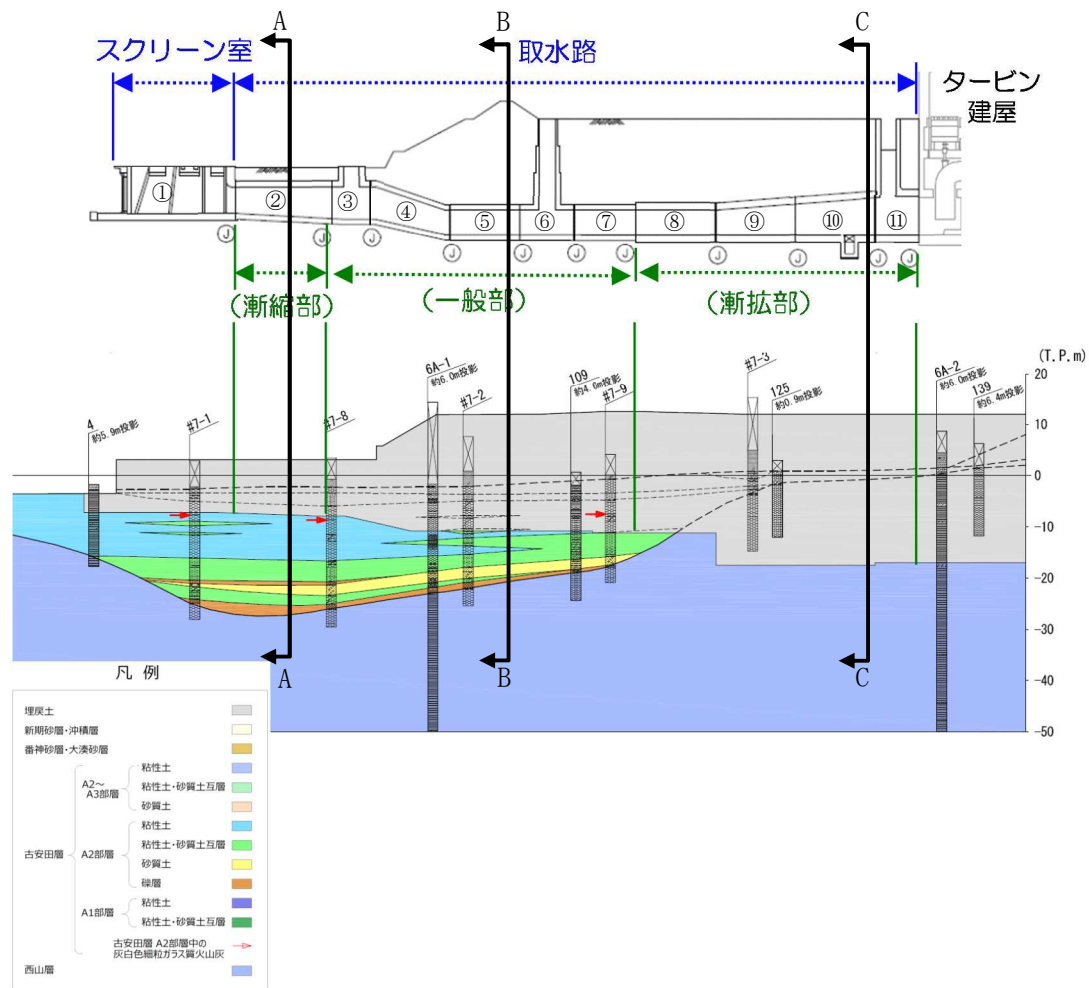 A
B
C
スクリーン室
取水路
タービン
建屋
①
②
③
④
⑤
⑥
⑦
⑧
⑨
⑩
⑪
J
J
J
J
J
J
J
J
J
J
J
(漸縮部)
(一般部)
(漸拡部)
(T.P.m)
4
約5.9m投影
#7-1
#7-8
6A-1
約6.0m投影
#7-2
109
約4.6m投影
#7-9
#7-3
125
約0.9m投影
6A-2
約6.0m投影
139
約6.4m投影
20
10
0
-10
-20
-30
-40
-50
A
B
C
凡 例
埋戻土
新期砂層・沖積層
番神砂層・大湊砂層
古安田層
A2～
A3部層
粘性土
粘性土・砂質土互層
砂質土
A2部層
粘性土
粘性土・砂質土互層
砂質土
礫層
A1部層
粘性土
粘性土・砂質土互層
古安田層 A2部層中の
灰白色細粒ガラス質火山灰
西山層